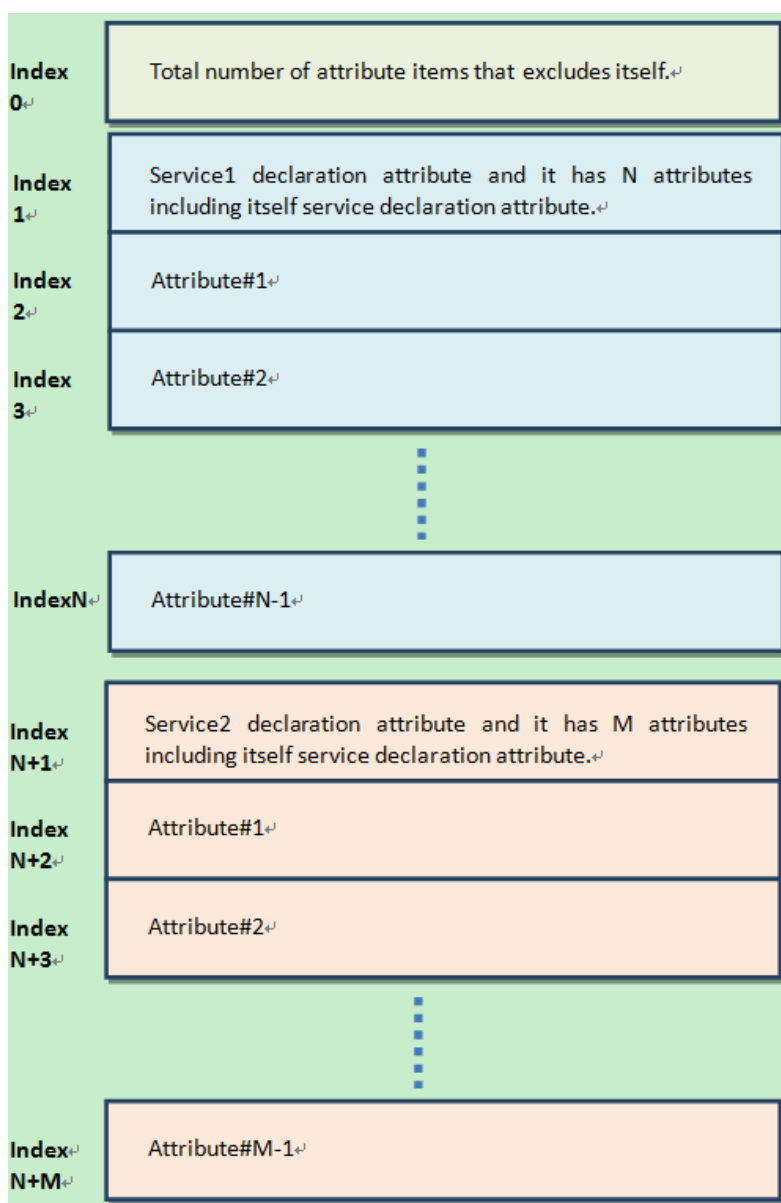 Index
0↵
Total number of attribute items that excludes itself.↵
Index
1↵
Service1 declaration attribute and it has N attributes
including itself service declaration attribute.↵
Index
2↵
Attribute#1↵
Index
3↵
Attribute#2↵
IndexN↵
Attribute#N-1↵
Index
N+1↵
Service2 declaration attribute and it has M attributes
including itself service declaration attribute.↵
Index
N+2↵
Attribute#1↵
Index
N+3↵
Attribute#2↵
Index↵
N+M↵
Attribute#M-1↵